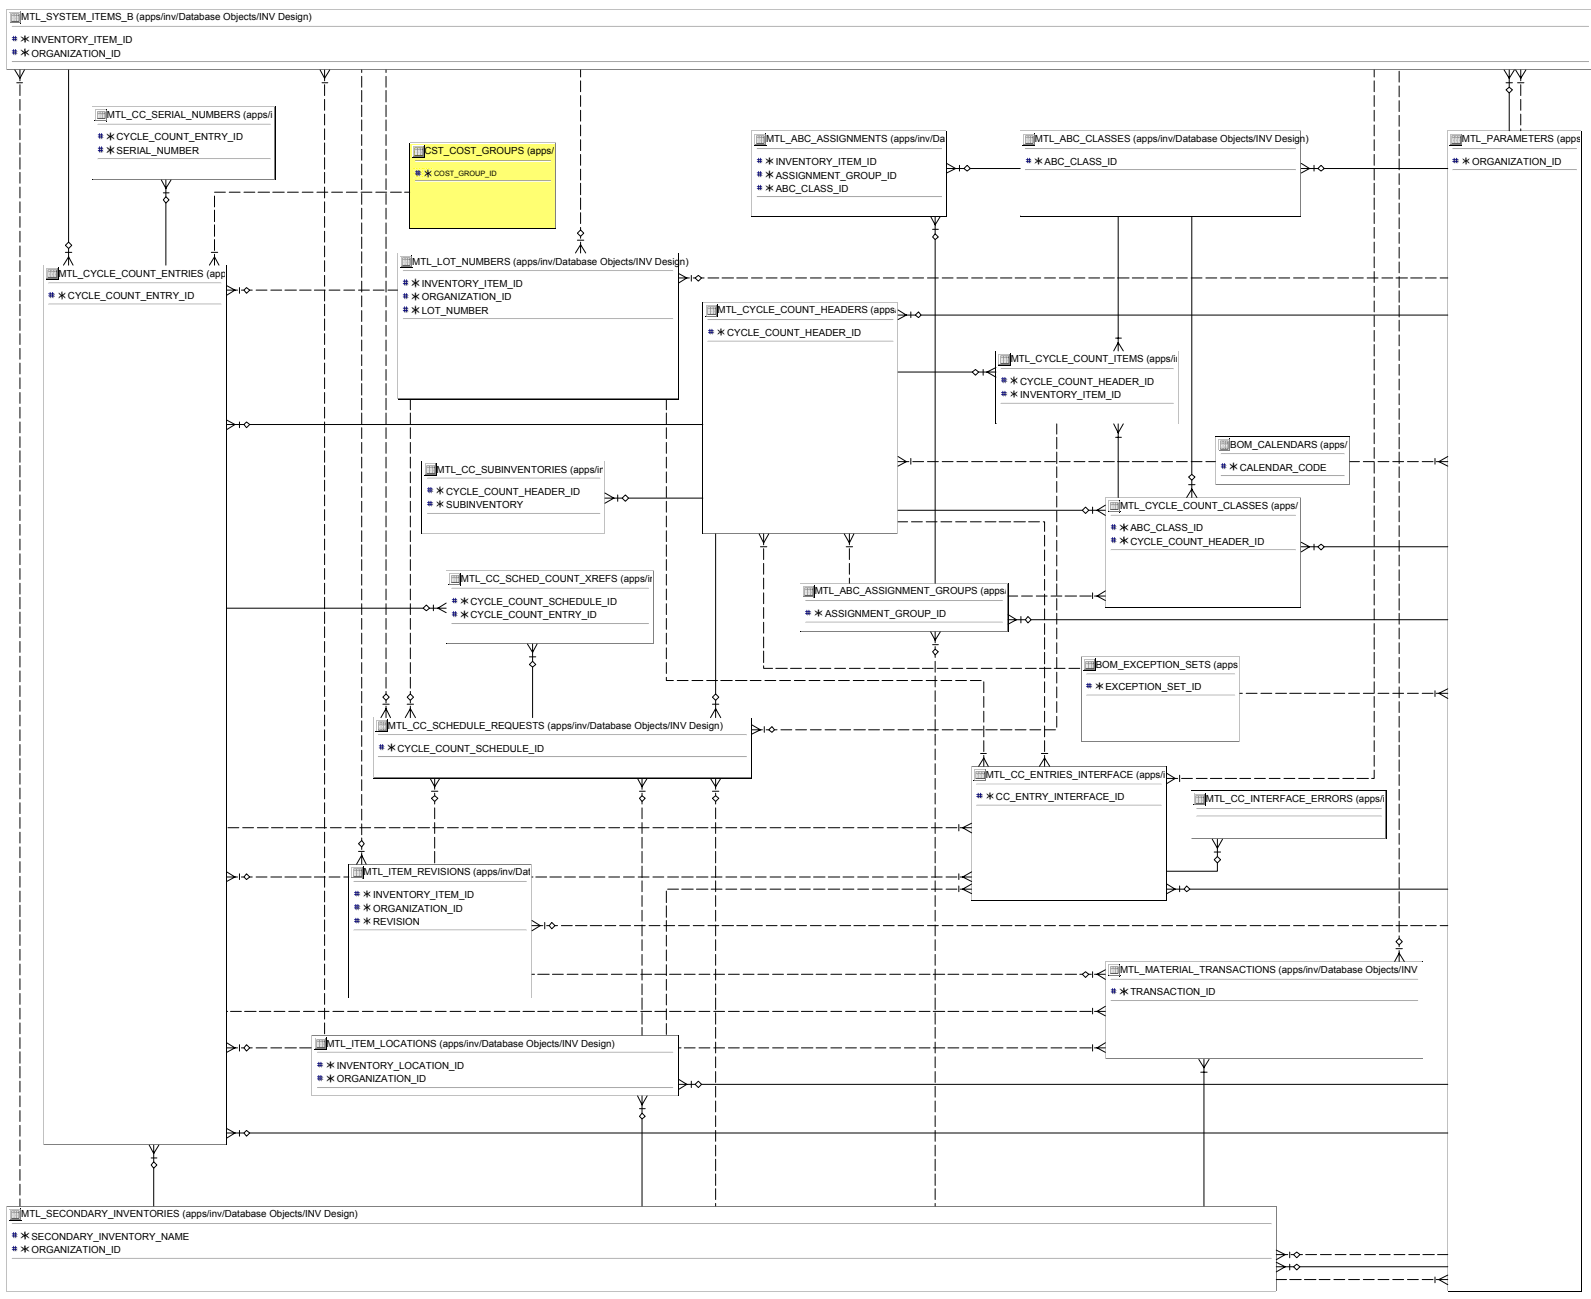 MTL_SYSTEM_ITEMS_B (apps/inv/Database Objects/INV Design)
# * INVENTORY_ITEM_ID
# * ORGANIZATION_ID
MTL_CC_SERIAL_NUMBERS (apps/i
# * CYCLE_COUNT_ENTRY_ID
# * SERIAL_NUMBER
CST_COST_GROUPS (apps/
# * COST_GROUP_ID
MTL_ABC_ASSIGNMENTS (apps/inv/Da
# * INVENTORY_ITEM_ID
# * ASSIGNMENT_GROUP_ID
# * ABC_CLASS_ID
MTL_ABC_CLASSES (apps/inv/Database Objects/INV Design)
# * ABC_CLASS_ID
MTL_PARAMETERS (apps
# * ORGANIZATION_ID
MTL_CYCLE_COUNT_ENTRIES (app
# * CYCLE_COUNT_ENTRY_ID
MTL_LOT_NUMBERS (apps/inv/Database Objects/INV Design)
# * INVENTORY_ITEM_ID
# * ORGANIZATION_ID
# * LOT_NUMBER
MTL_CYCLE_COUNT_HEADERS (apps
# * CYCLE_COUNT_HEADER_ID
MTL_CYCLE_COUNT_ITEMS (apps/i
# * CYCLE_COUNT_HEADER_ID
# * INVENTORY_ITEM_ID
BOM_CALENDARS (apps/
# * CALENDAR_CODE
MTL_CC_SUBINVENTORIES (apps/in
# * CYCLE_COUNT_HEADER_ID
# * SUBINVENTORY
MTL_CYCLE_COUNT_CLASSES (apps/
# * ABC_CLASS_ID
# * CYCLE_COUNT_HEADER_ID
MTL_CC_SCHED_COUNT_XREFS (apps/in
# * CYCLE_COUNT_SCHEDULE_ID
# * CYCLE_COUNT_ENTRY_ID
MTL_ABC_ASSIGNMENT_GROUPS (apps/
# * ASSIGNMENT_GROUP_ID
BOM_EXCEPTION_SETS (apps
# * EXCEPTION_SET_ID
MTL_CC_SCHEDULE_REQUESTS (apps/inv/Database Objects/INV Design)
# * CYCLE_COUNT_SCHEDULE_ID
MTL_CC_ENTRIES_INTERFACE (apps/i
# * CC_ENTRY_INTERFACE_ID
MTL_CC_INTERFACE_ERRORS (apps/i
MTL_ITEM_REVISIONS (apps/inv/Dat
# * INVENTORY_ITEM_ID
# * ORGANIZATION_ID
# * REVISION
MTL_MATERIAL_TRANSACTIONS (apps/inv/Database Objects/INV
# * TRANSACTION_ID
MTL_ITEM_LOCATIONS (apps/inv/Database Objects/INV Design)
# * INVENTORY_LOCATION_ID
# * ORGANIZATION_ID
MTL_SECONDARY_INVENTORIES (apps/inv/Database Objects/INV Design)
# * SECONDARY_INVENTORY_NAME
# * ORGANIZATION_ID